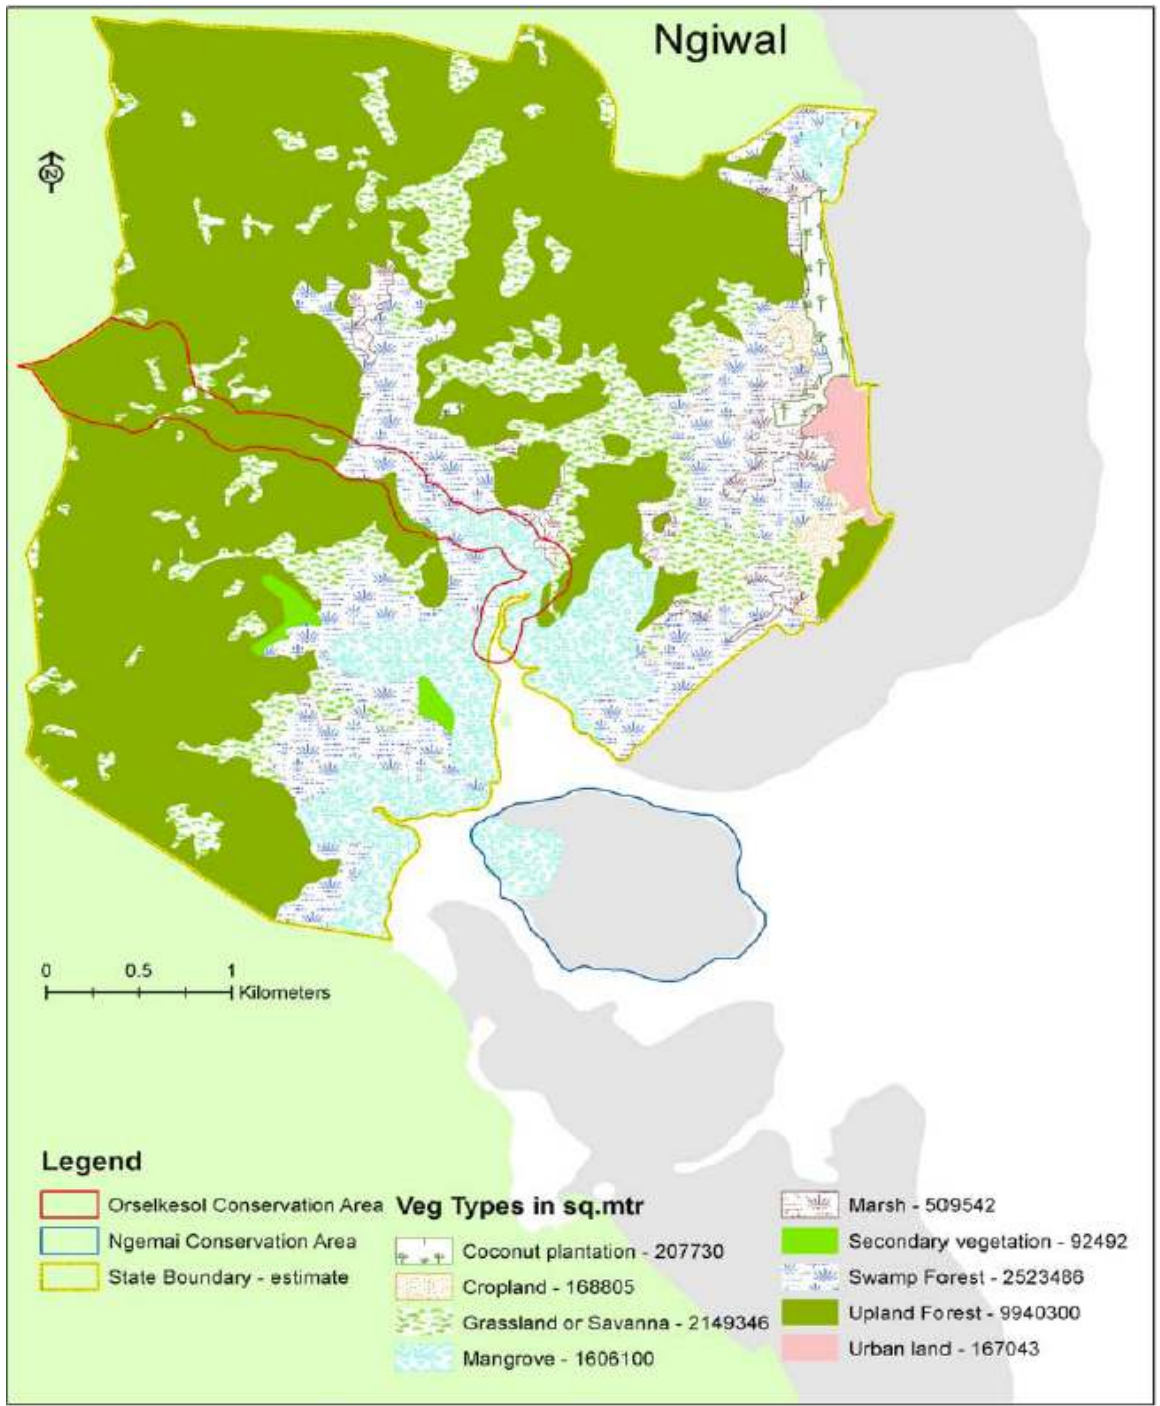 Ngiwal
N
0 0.5 1
Kilometers
Legend
Orselkesol Conservation Area
Ngemai Conservation Area
State Boundary - estimate
Veg Types in sq.mtr
Coconut plantation - 207730
Cropland - 168805
Grassland or Savanna - 2149346
Mangrove - 1606100
Marsh - 509542
Secondary vegetation - 92492
Swamp Forest - 2523486
Upland Forest - 9940300
Urban land - 167043